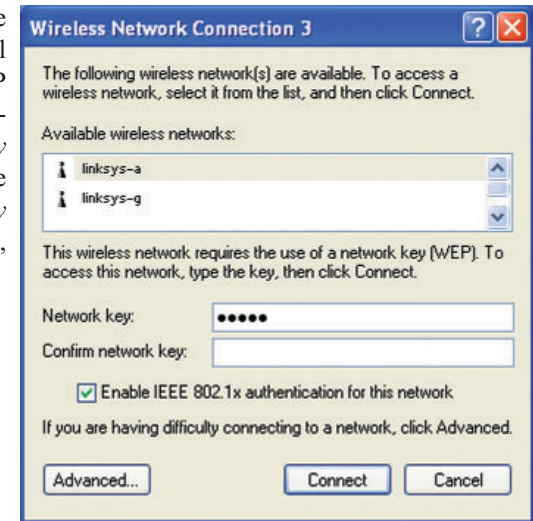 Wireless Network Connection 3
The following wireless network(s) are available. To access a
wireless network, select it from the list, and then click Connect.
Available wireless networks:
linksys-a
linksys-g
This wireless network requires the use of a network key (WEP). To
access this network, type the key, then click Connect.
Network key: •••••
Confirm network key:
Enable IEEE 802.1x authentication for this network
If you are having difficulty connecting to a network, click Advanced.
Advanced... Connect Cancel